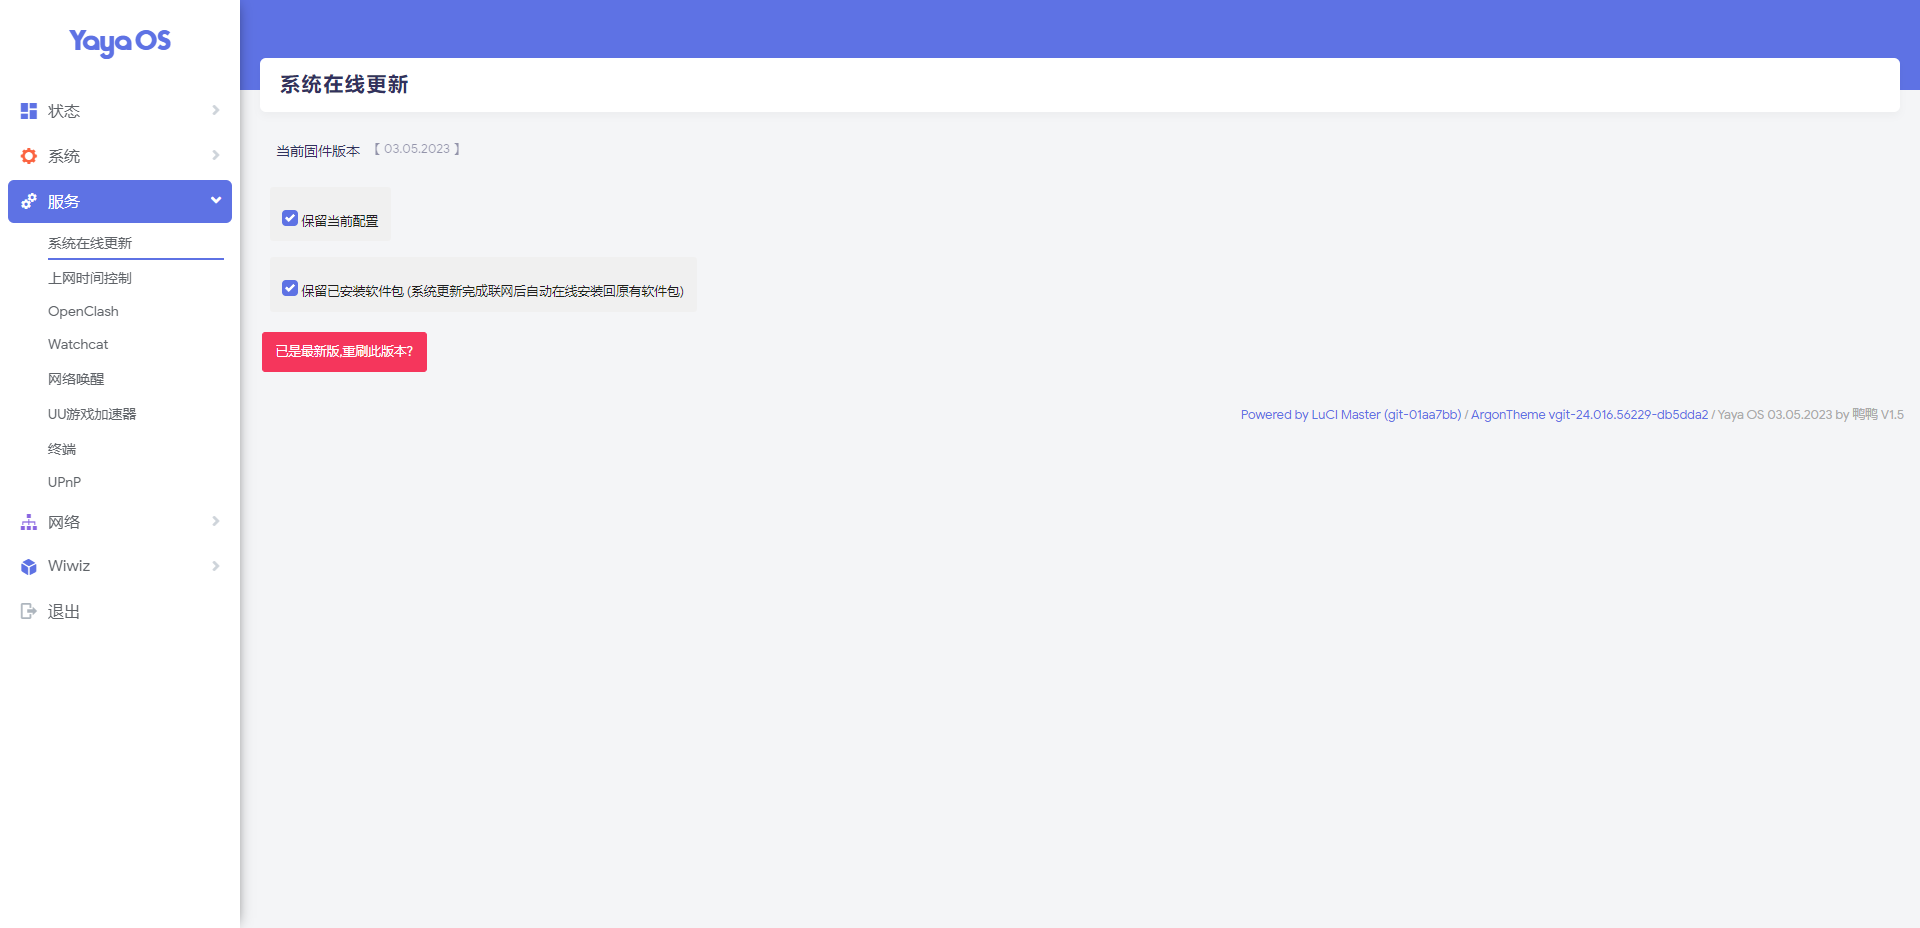 Yaya OS
状态
系统
服务
系统在线更新
上网时间控制
OpenClash
Watchcat
网络唤醒
UU游戏加速器
终端
UPnP
网络
Wiwiz
退出
系统在线更新
当前固件版本 【 03.05.2023 】
保留当前配置
保留已安装软件包 (系统更新完成联网后自动在线安装回原有软件包)
已是最新版,重刷此版本?
Powered by LuCI Master (git-01aa7bb) / ArgonTheme vgit-24.016.56229-db5dda2 / Yaya OS 03.05.2023 by 鸭鸭 V1.5